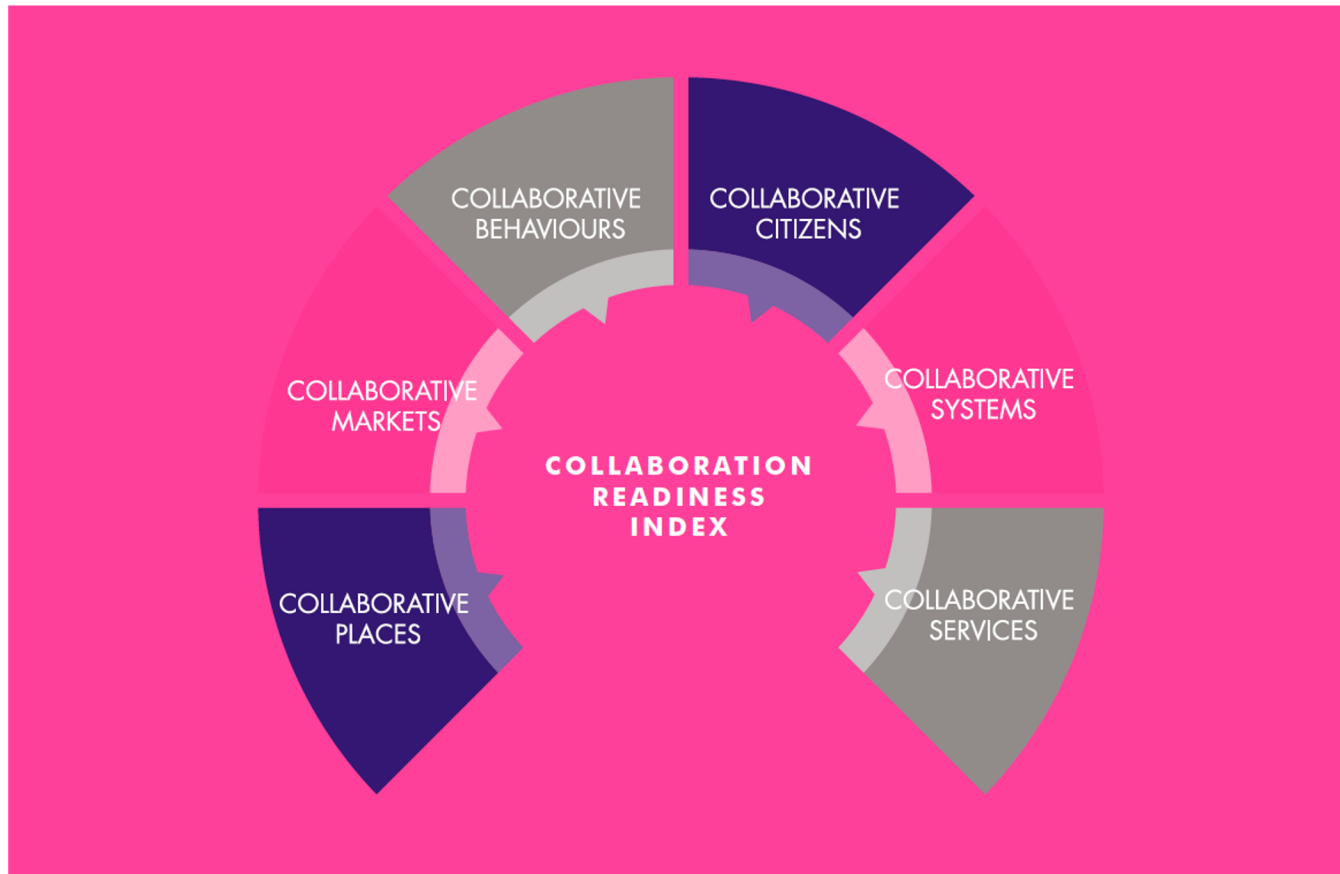 COLLABORATIVE
BEHAVIOURS
COLLABORATIVE
CITIZENS
COLLABORATIVE
MARKETS
COLLABORATIVE
SYSTEMS
COLLABORATION
READINESS
INDEX
COLLABORATIVE
PLACES
COLLABORATIVE
SERVICES